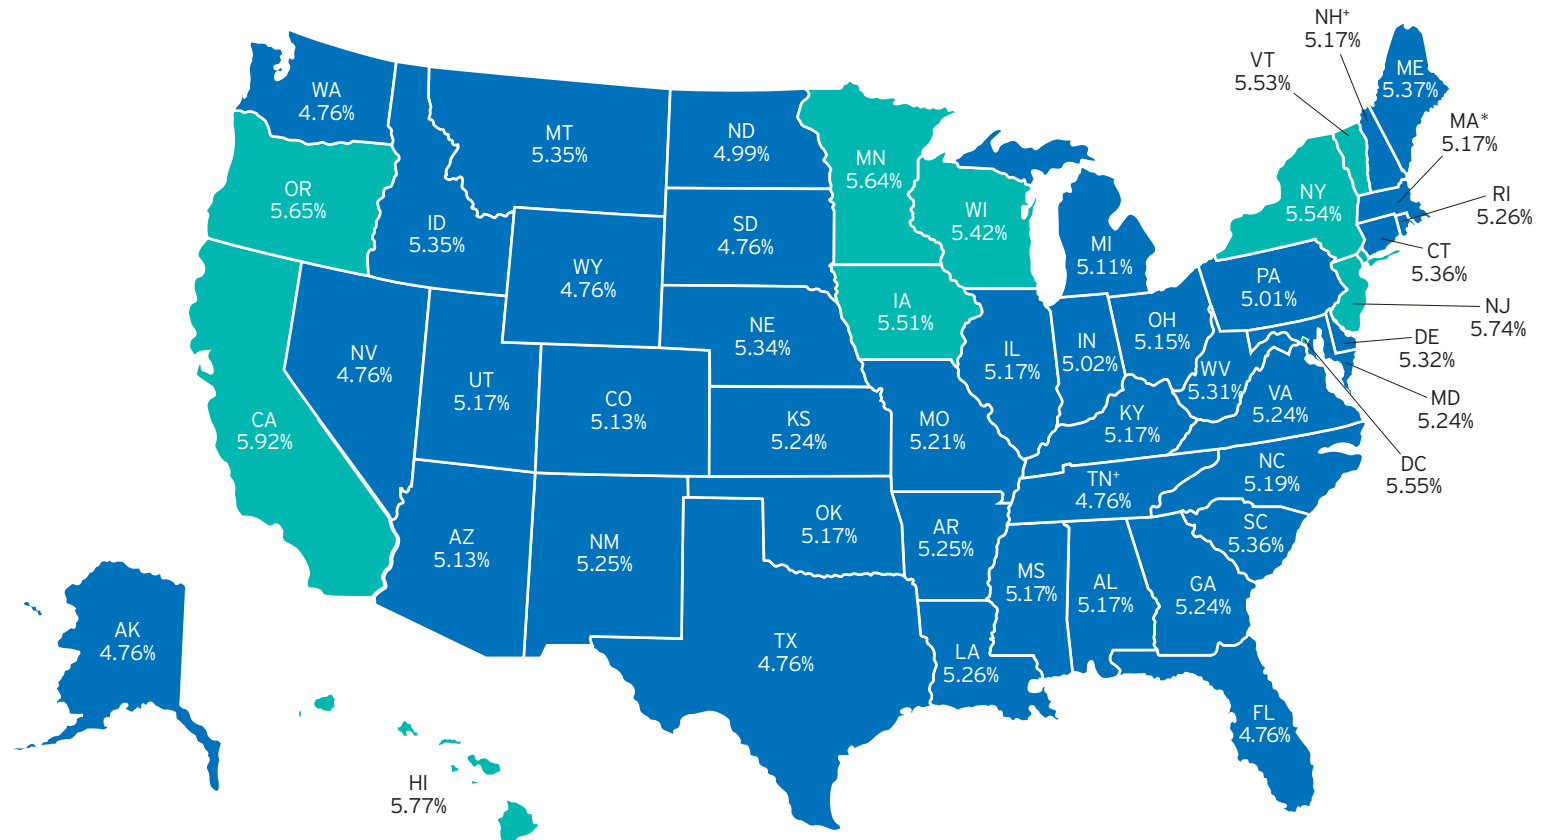 NH⁺
5.17%
VT
5.53%
ME
5.37%
WA
4.76%
MA*
5.17%
MT
5.35%
ND
4.99%
MN
5.64%
OR
5.65%
NY
5.54%
RI
5.26%
ID
5.35%
SD
4.76%
WI
5.42%
MI
5.11%
CT
5.36%
WY
4.76%
PA
5.01%
IA
5.51%
NJ
5.74%
NE
5.34%
OH
5.15%
DE
5.32%
NV
4.76%
IL
5.17%
IN
5.02%
UT
5.17%
WV
5.31%
CO
5.13%
VA
5.24%
MD
5.24%
CA
5.92%
KS
5.24%
MO
5.21%
KY
5.17%
DC
5.55%
NC
5.19%
TN⁺
4.76%
OK
5.17%
SC
5.36%
AR
5.25%
AZ
5.13%
NM
5.25%
MS
5.17%
AL
5.17%
GA
5.24%
AK
4.76%
TX
4.76%
LA
5.26%
FL
4.76%
HI
5.77%